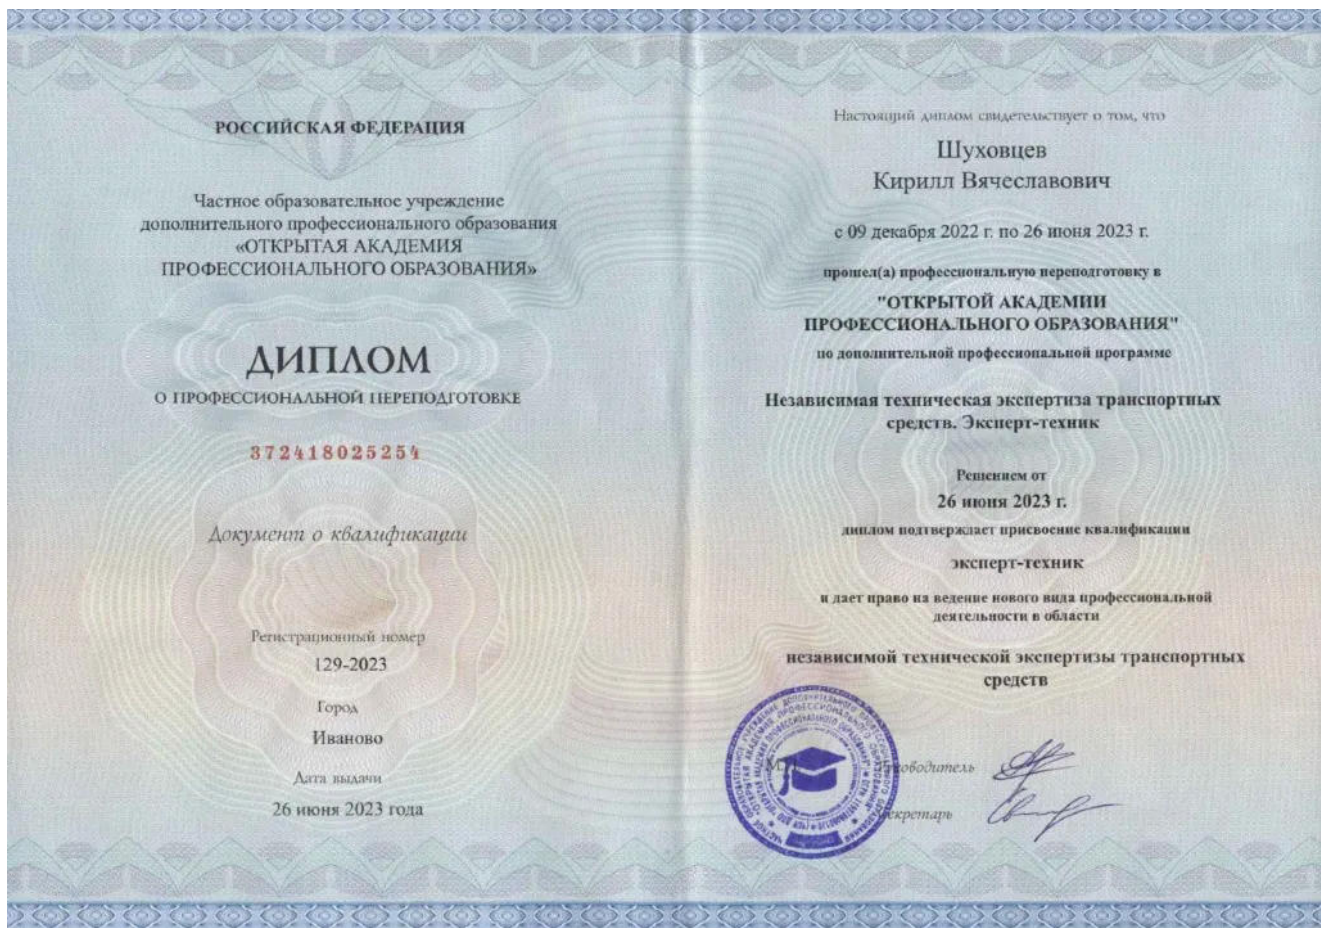 РОССИЙСКАЯ ФЕДЕРАЦИЯ
Частное образовательное учреждение
дополнительного профессионального образования
«ОТКРЫТАЯ АКАДЕМИЯ
ПРОФЕССИОНАЛЬНОГО ОБРАЗОВАНИЯ»
ДИПЛОМ
О ПРОФЕССИОНАЛЬНОЙ ПЕРЕПОДГОТОВКЕ
372418025254
Документ о квалификации
Регистрационный номер
129-2023
Город
Иваново
Дата выдачи
26 июня 2023 года
Настоящий диплом свидетельствует о том, что
Шуховцев
Кирилл Вячеславович
с 09 декабря 2022 г. по 26 июня 2023 г.
прошел(а) профессиональную переподготовку в
"ОТКРЫТОЙ АКАДЕМИИ
ПРОФЕССИОНАЛЬНОГО ОБРАЗОВАНИЯ"
по дополнительной профессиональной программе
Независимая техническая экспертиза транспортных
средств. Эксперт-техник
Решением от
26 июня 2023 г.
диплом подтверждает присвоение квалификации
эксперт-техник
и дает право на ведение нового вида профессиональной
деятельности в области
независимой технической экспертизы транспортных
средств
М.П.
Руководитель
Секретарь